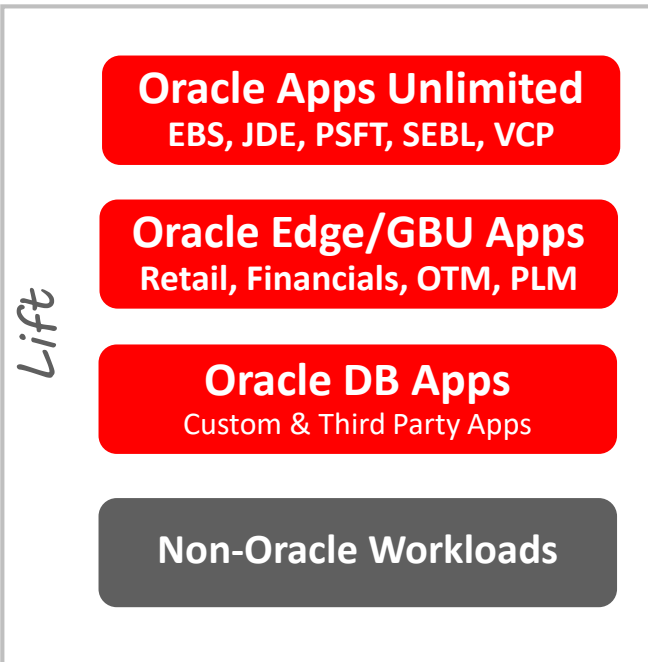 Lift
Oracle Apps Unlimited
EBS, JDE, PSFT, SEBL, VCP
Oracle Edge/GBU Apps
Retail, Financials, OTM, PLM
Oracle DB Apps
Custom & Third Party Apps
Non-Oracle Workloads